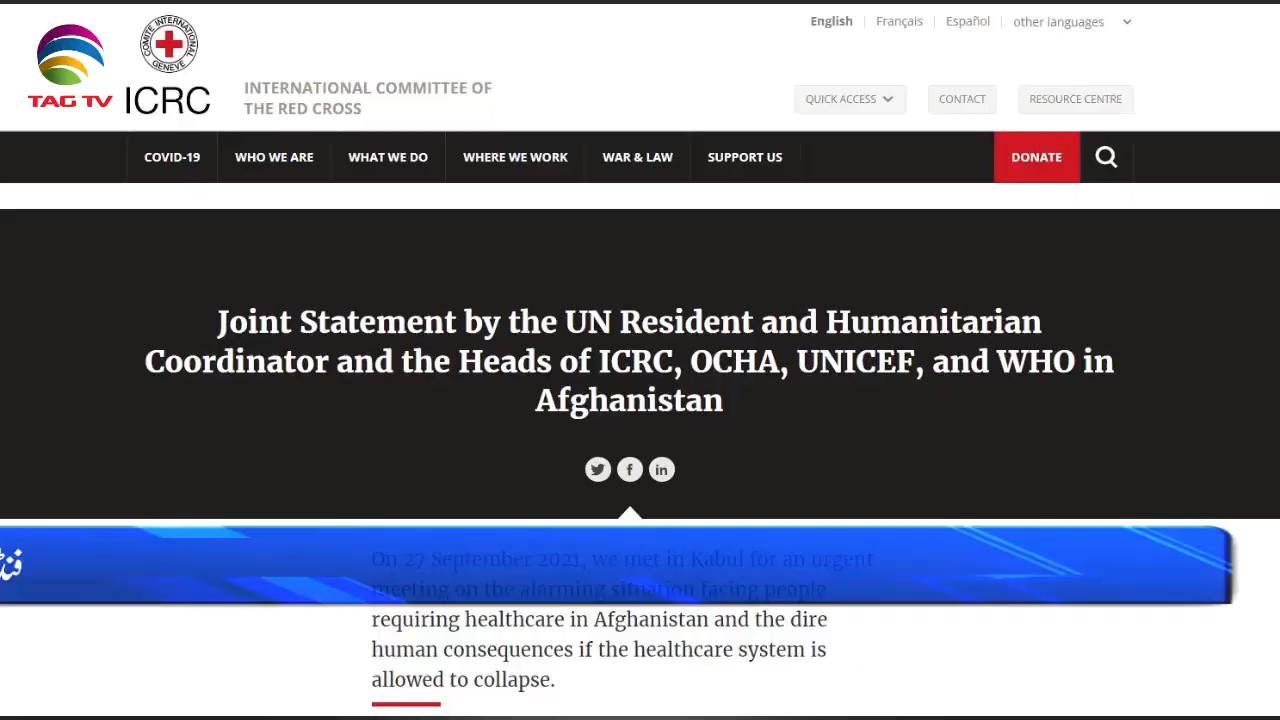 English
Français
Español
other languages
COMITE INTERNATIONAL GENEVE
TAG TV
ICRC
INTERNATIONAL COMMITTEE OF
THE RED CROSS
QUICK ACCESS
CONTACT
RESOURCE CENTRE
COVID-19
WHO WE ARE
WHAT WE DO
WHERE WE WORK
WAR & LAW
SUPPORT US
DONATE
Joint Statement by the UN Resident and Humanitarian
Coordinator and the Heads of ICRC, OCHA, UNICEF, and WHO in
Afghanistan
On 27 September 2021, we met in Kabul for an urgent
meeting on the alarming situation facing people
requiring healthcare in Afghanistan and the dire
human consequences if the healthcare system is
allowed to collapse.